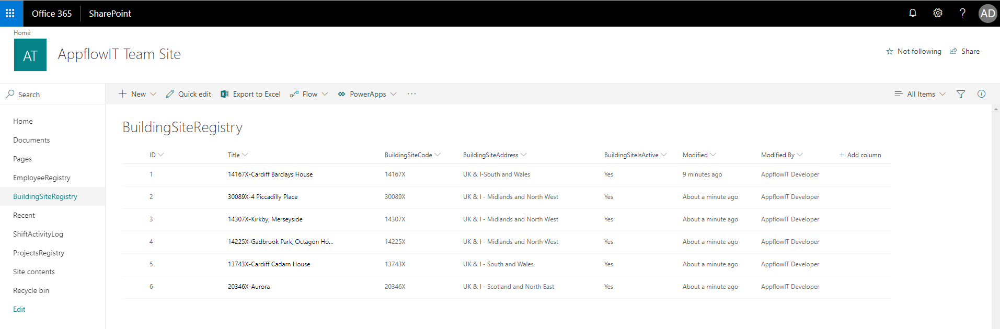 Office 365 SharePoint ? AD
Home
AT AppflowIT Team Site
Not following Share
Search
New Quick edit Export to Excel Flow PowerApps ... All Items
Home
Documents
Pages
EmployeeRegistry
BuildingSiteRegistry
Recent
ShiftActivityLog
ProjectsRegistry
Site contents
Recycle bin
Edit
BuildingSiteRegistry
ID Title BuildingSiteCode BuildingSiteAddress BuildingSiteIsActive Modified Modified By + Add column
1 14167X-Cardiff Barclays House 14167X UK & I-South and Wales Yes 9 minutes ago AppflowIT Developer
2 30089X-4 Piccadilly Place 30089X UK & I - Midlands and North West Yes About a minute ago AppflowIT Developer
3 14307X-Kirkby, Merseyside 14307X UK & I - Midlands and North West Yes About a minute ago AppflowIT Developer
4 14225X-Gadbrook Park, Octagon Ho... 14225X UK & I - Midlands and North West Yes About a minute ago AppflowIT Developer
5 13743X-Cardiff Cadarn House 13743X UK & I - South and Wales Yes About a minute ago AppflowIT Developer
6 20346X-Aurora 20346X UK & I - Scotland and North East Yes About a minute ago AppflowIT Developer